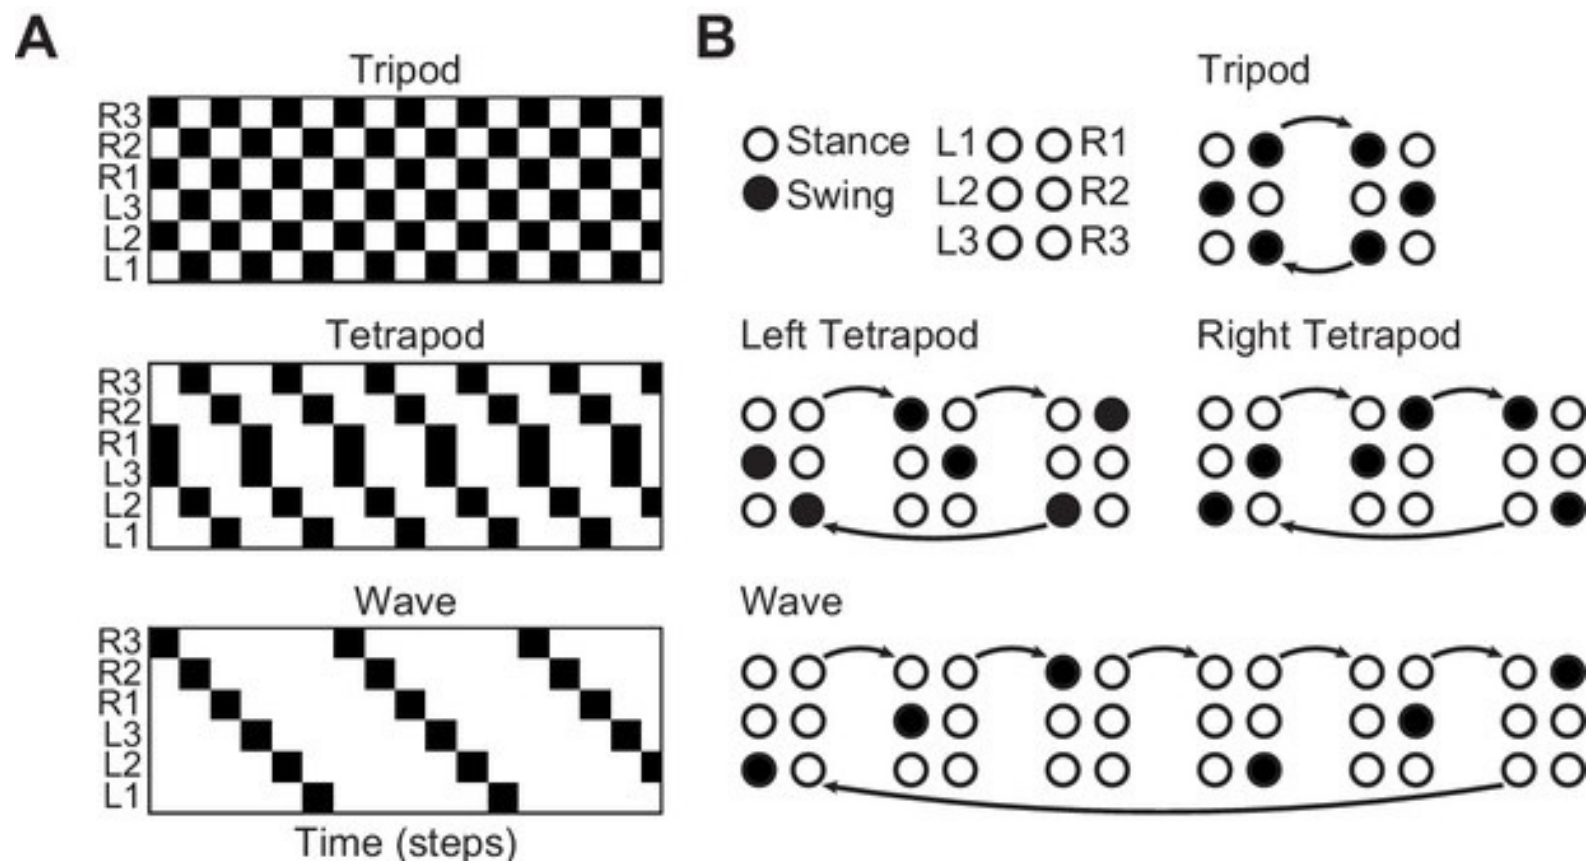 A
Tripod
R3
R2
R1
L3
L2
L1
Tetrapod
R3
R2
R1
L3
L2
L1
Wave
R3
R2
R1
L3
L2
L1
Time (steps)
B
Stance
Swing
L1 R1
L2 R2
L3 R3
Tripod
Left Tetrapod
Right Tetrapod
Wave